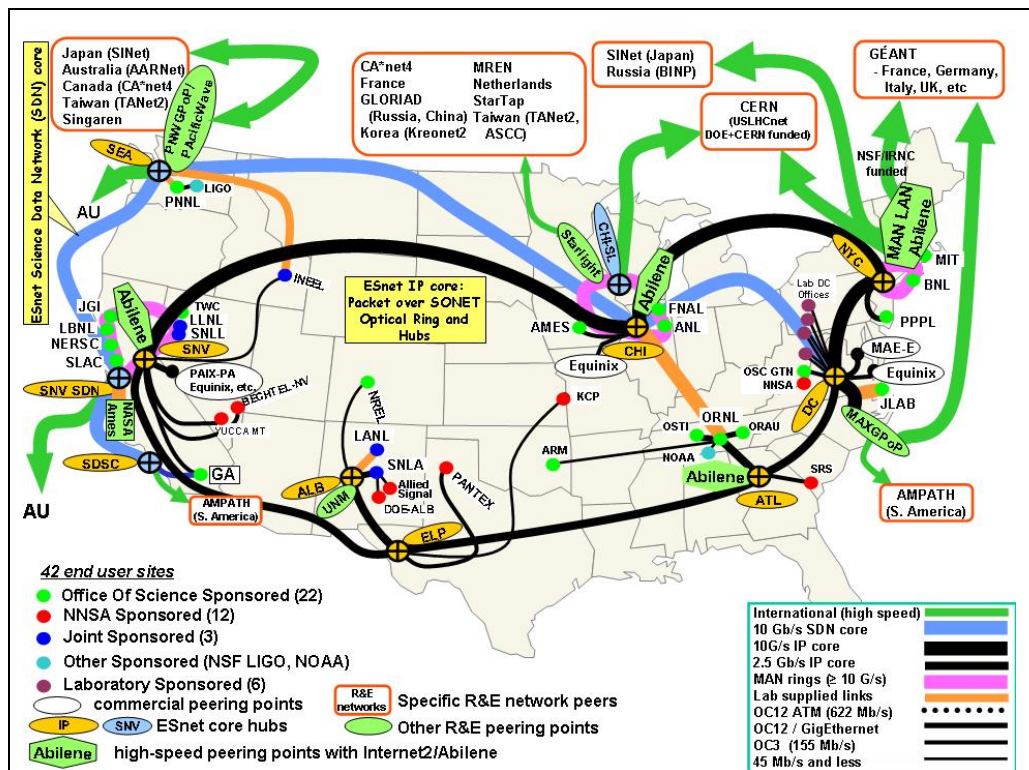 ESnet Science Data Network (SDN) core
Japan (SINet)
Australia (AARNet)
Canada (CA*net4
Taiwan (TANet2)
Singaren
CA*net4
France
GLORIAD
(Russia, China)
Korea (Kreonet2
MREN
Netherlands
StarTap
Taiwan (TANet2,
ASCC)
SINet (Japan)
Russia (BINP)
CERN
(USLHCnet
DOE+CERN funded)
GÉANT
- France, Germany,
Italy, UK, etc
NSF/IRNC
funded
SEA
PNWGPoP/
PAcificWave
AU
LIGO
PNNL
Starlight
CHI-SL
Abilene
MAN LAN
Abilene
NYC
MIT
BNL
PPPL
INEEL
ESnet IP core:
Packet over SONET
Optical Ring and
Hubs
Lab DC
Offices
JGI
LBNL
NERSC
SLAC
Abilene
TWC
LLNL
SNLL
SNV
AMES
FNAL
ANL
CHI
Equinix
MAE-E
Equinix
OSC GTN
NNSA
JLAB
DC
MAXGPoP
PAIX-PA
Equinix, etc.
SNV SDN
NASA
Ames
BECHTEL-NV
YUCCA MT
SDSC
GA
AU
AMPATH
(S. America)
NREL
KCP
LANL
SNLA
ALB
UNM
Allied
Signal
DOE-ALB
PANTEX
ARM
ELP
OSTI
ORNL
ORAU
NOAA
Abilene
ATL
SRS
AMPATH
(S. America)
42 end user sites
Office Of Science Sponsored (22)
NNSA Sponsored (12)
Joint Sponsored (3)
Other Sponsored (NSF LIGO, NOAA)
Laboratory Sponsored (6)
commercial peering points
IP
SNV
ESnet core hubs
Abilene
high-speed peering points with Internet2/Abilene
R&E
networks
Specific R&E network peers
Other R&E peering points
International (high speed)
10 Gb/s SDN core
10G/s IP core
2.5 Gb/s IP core
MAN rings (≥ 10 G/s)
Lab supplied links
OC12 ATM (622 Mb/s)
OC12 / GigEthernet
OC3 (155 Mb/s)
45 Mb/s and less